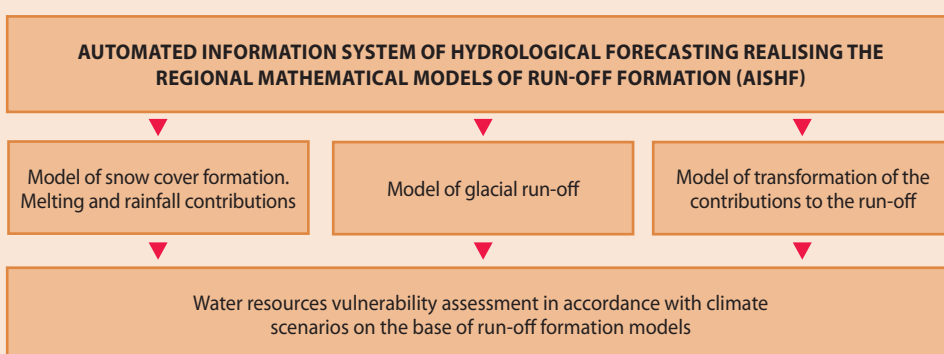 AUTOMATED INFORMATION SYSTEM OF HYDROLOGICAL FORECASTING REALISING THE
REGIONAL MATHEMATICAL MODELS OF RUN-OFF FORMATION (AISHF)
Model of snow cover formation.
Melting and rainfall contributions
Model of glacial run-off
Model of transformation of the
contributions to the run-off
Water resources vulnerability assessment in accordance with climate
scenarios on the base of run-off formation models